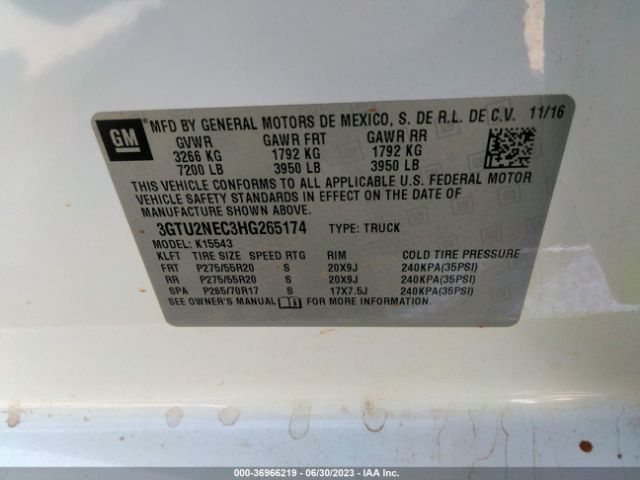 GM
MFD BY GENERAL MOTORS DE MEXICO, S. DE R.L. DE C.V. 11/16
GVWR GAWR FRT GAWR RR
3266 KG 1792 KG 1792 KG
7200 LB 3950 LB 3950 LB
THIS VEHICLE CONFORMS TO ALL APPLICABLE U.S. FEDERAL MOTOR
VEHICLE SAFETY STANDARDS IN EFFECT ON THE DATE OF
MANUFACTURE SHOWN ABOVE.
3GTU2NEC3HG265174 TYPE: TRUCK
MODEL: K15543
KLFT TIRE SIZE SPEED RTG RIM COLD TIRE PRESSURE
FRT P275/55R20 S 20X9J 240KPA(35PSI)
RR P275/55R20 S 20X9J 240KPA(35PSI)
SPA P265/70R17 S 17X7.5J 240KPA(35PSI)
SEE OWNER'S MANUAL FOR MORE INFORMATION.
000-36966219 - 06/30/2023 - IAA Inc.